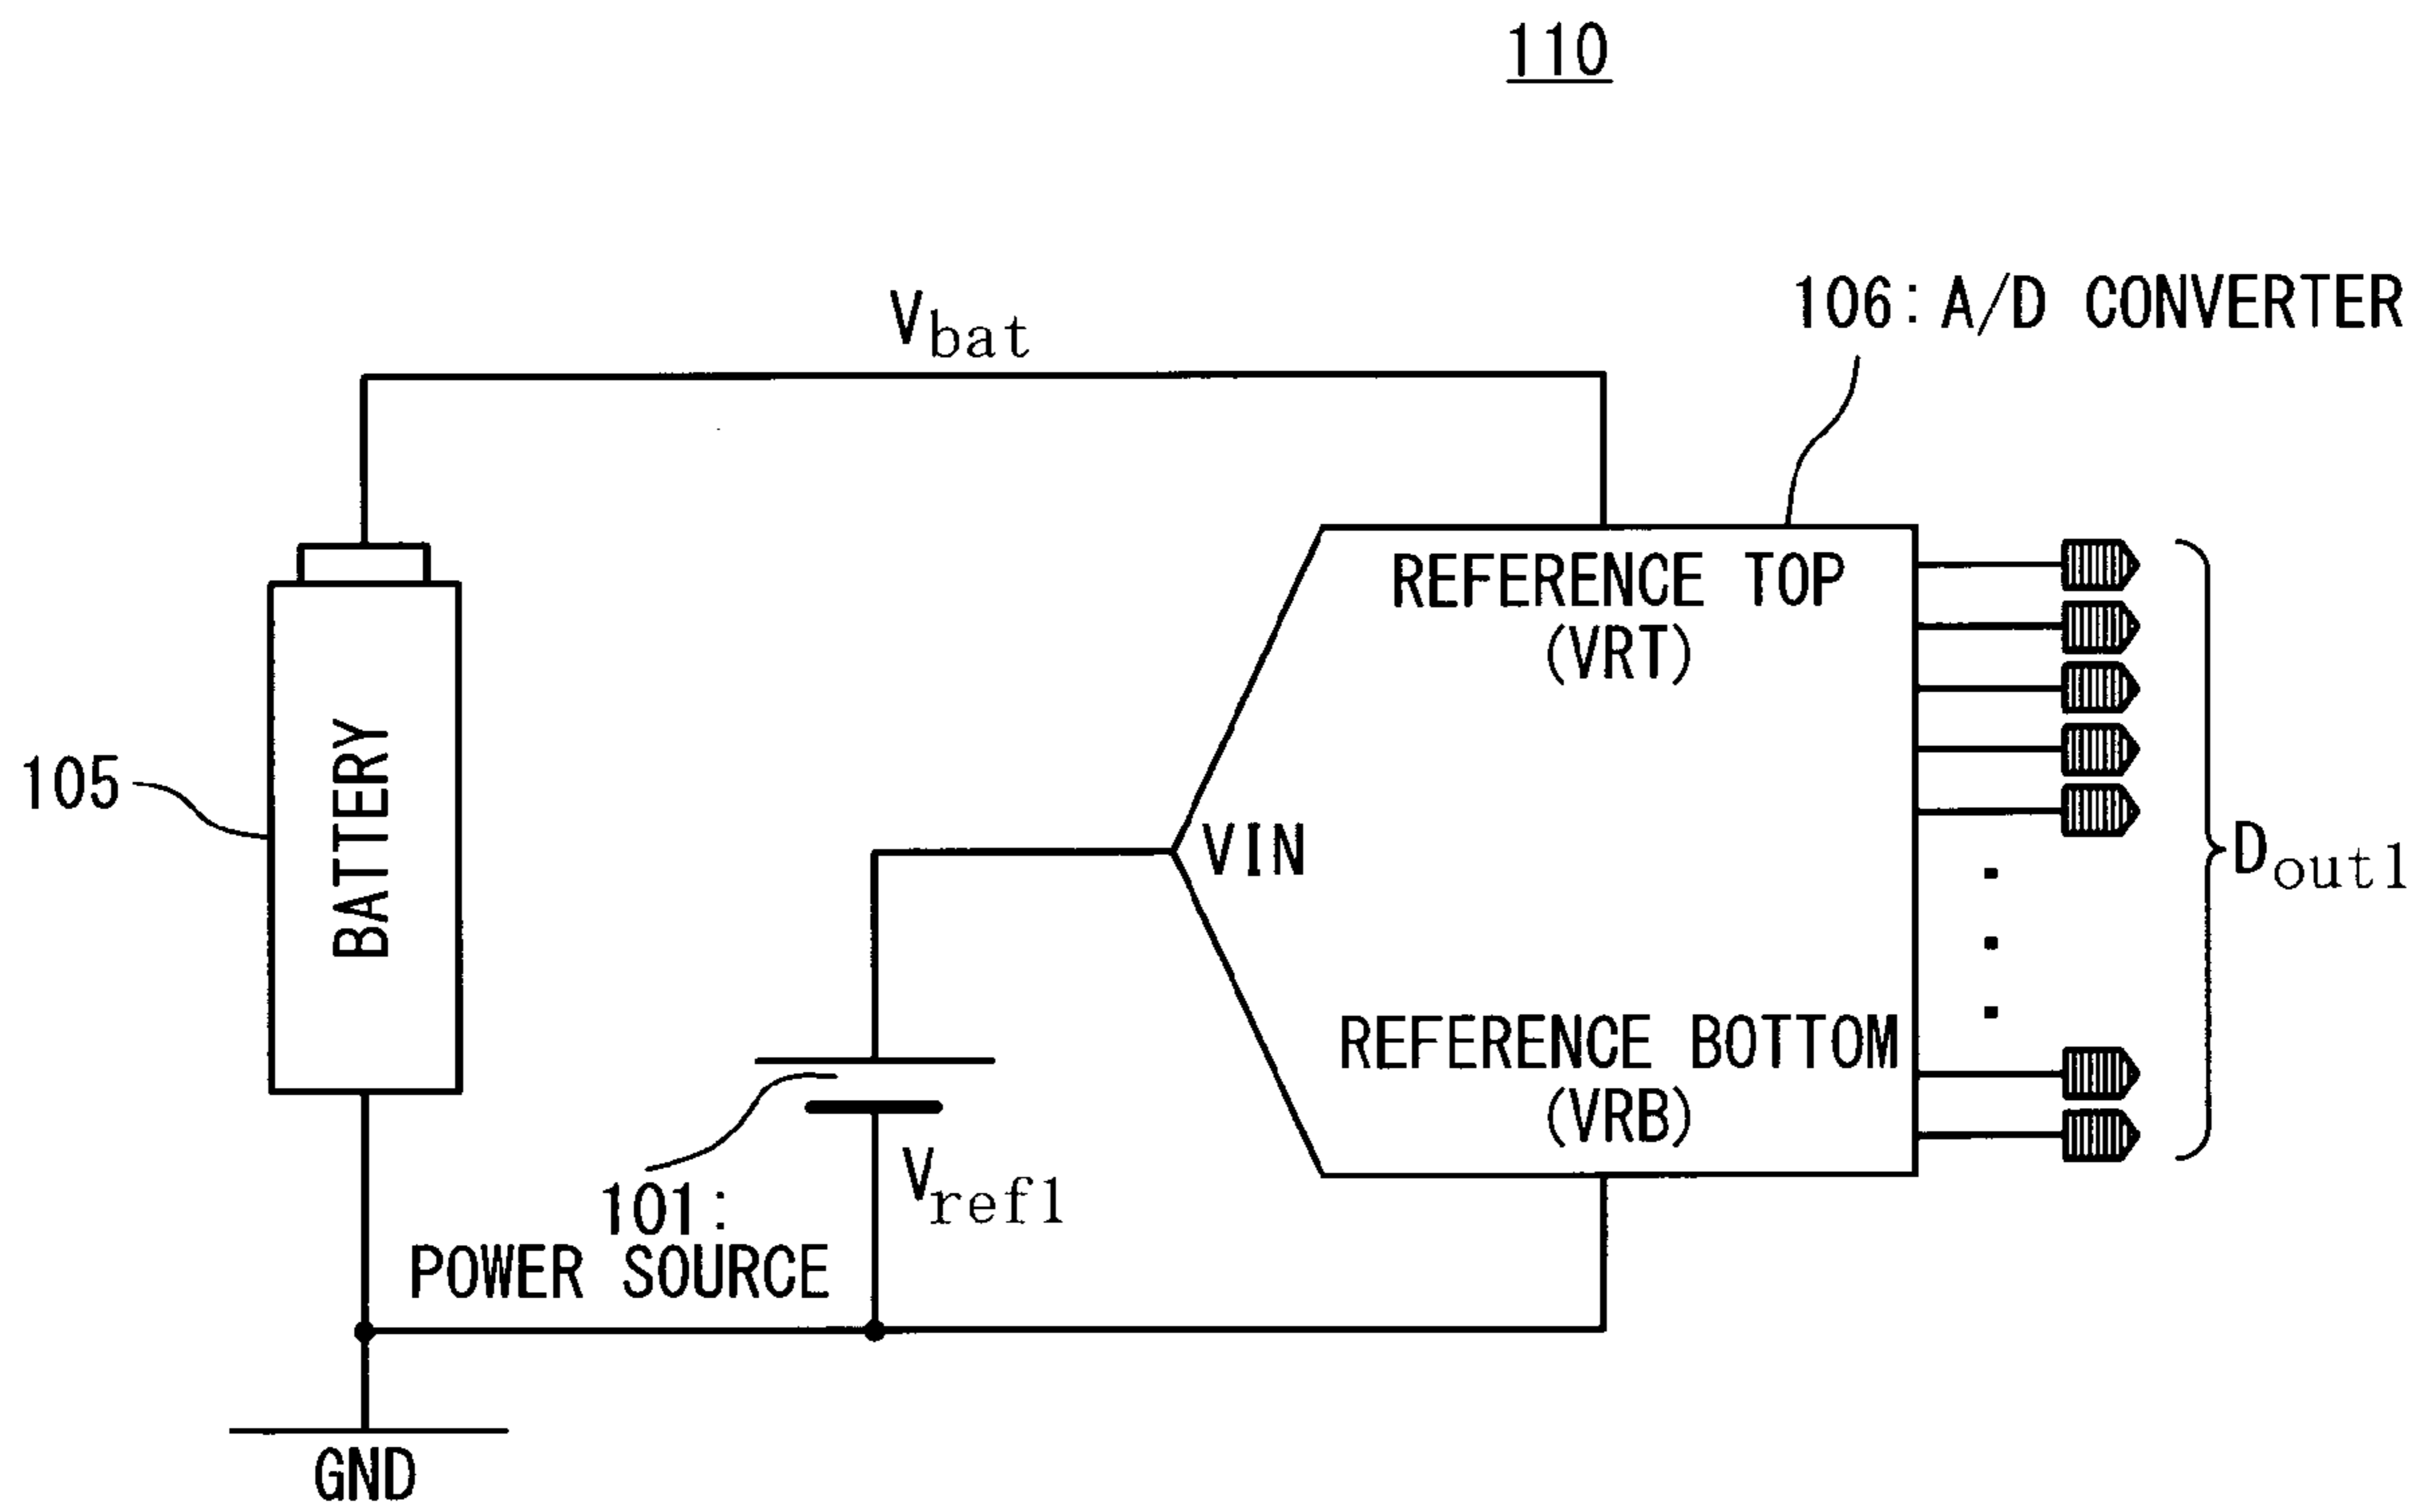 110
106: A/D CONVERTER
Vbat
REFERENCE TOP
(VRT)
105
BATTERY
VIN
Dout1
REFERENCE BOTTOM
(VRB)
Vref1
101:
POWER SOURCE
GND